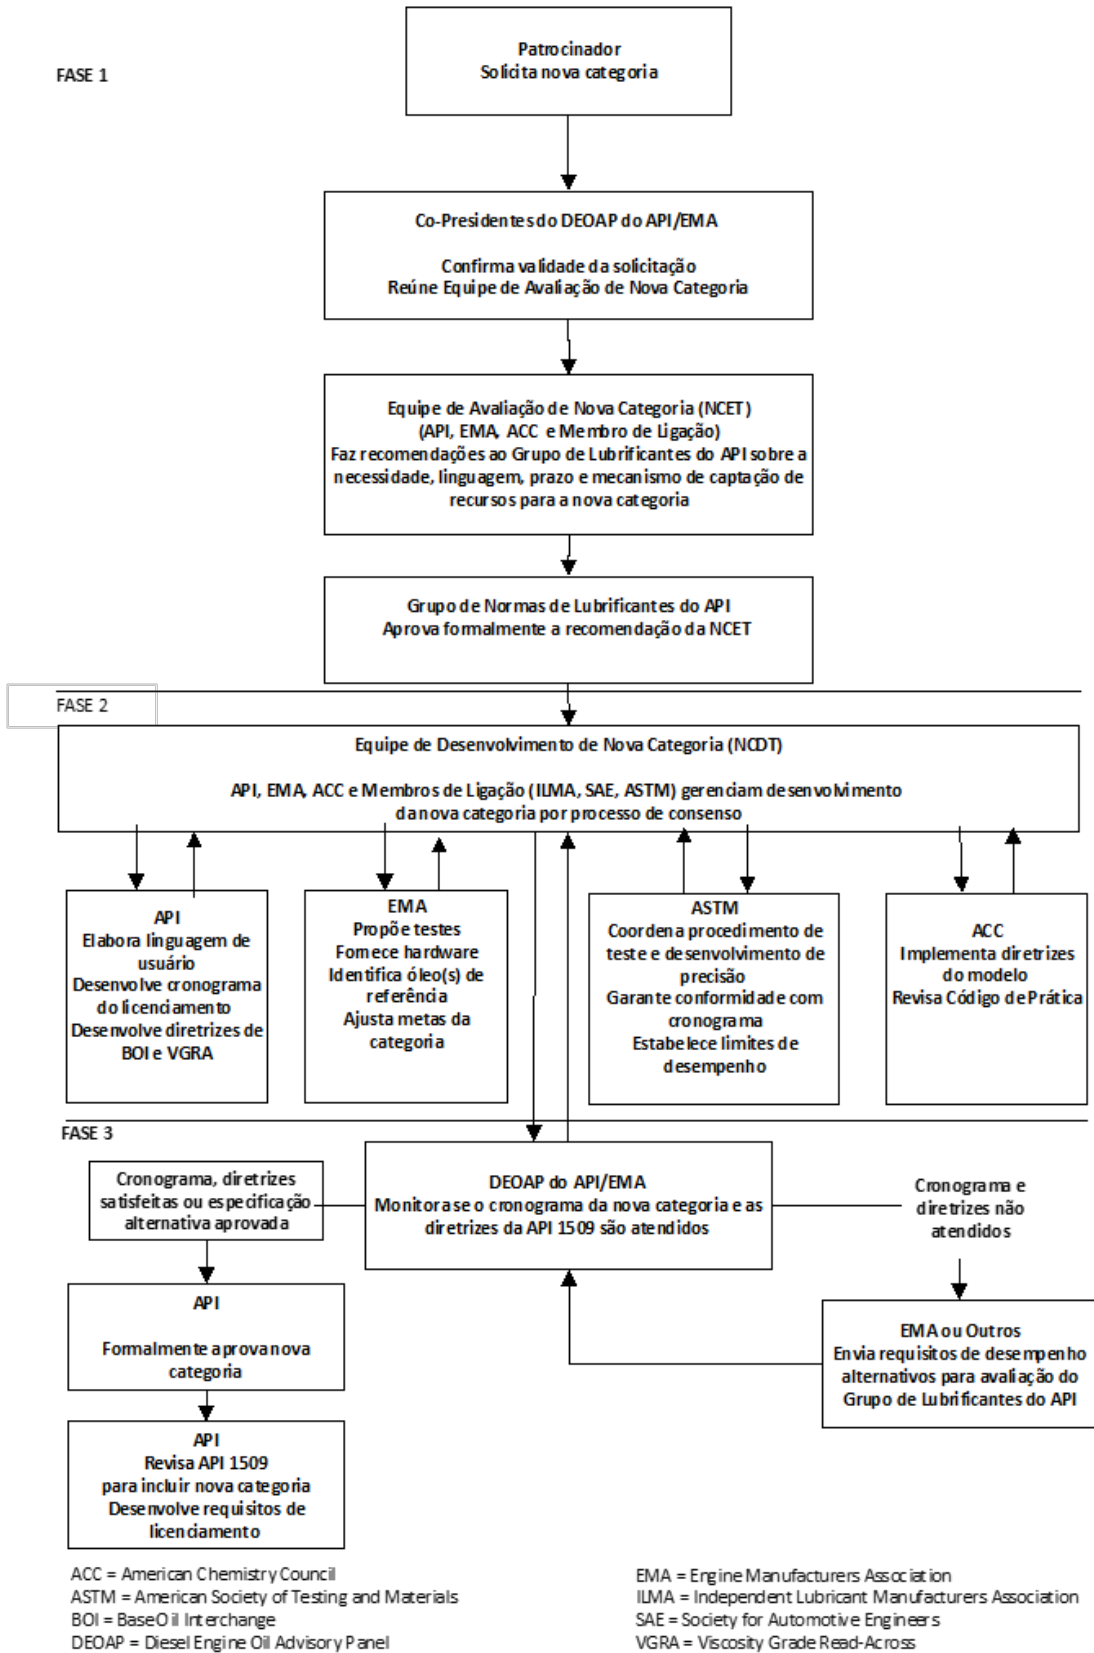 FASE 1
Patrocinador
Solicita nova categoria
Co-Presidentes do DEOAP do API/EMA
Confirma validade da solicitação
Reúne Equipe de Avaliação de Nova Categoria
Equipe de Avaliação de Nova Categoria (NCET)
(API, EMA, ACC e Membro de Ligação)
Faz recomendações ao Grupo de Lubrificantes do API sobre a
necessidade, linguagem, prazo e mecanismo de captação de
recursos para a nova categoria
Grupo de Normas de Lubrificantes do API
Aprova formalmente a recomendação da NCET
FASE 2
Equipe de Desenvolvimento de Nova Categoria (NCDT)
API, EMA, ACC e Membros de Ligação (ILMA, SAE, ASTM) gerenciam desenvolvimento
da nova categoria por processo de consenso
API
Elabora linguagem de
usuário
Desenvolve cronograma
do licenciamento
Desenvolve diretrizes de
BOI e VGRA
EMA
Propõe testes
Fornece hardware
Identifica óleo(s) de
referência
Ajusta metas da
categoria
ASTM
Coordena procedimento de
teste e desenvolvimento de
precisão
Garante conformidade com
cronograma
Estabelece limites de
desempenho
ACC
Implementa diretrizes
do modelo
Revisa Código de Prática
FASE 3
Cronograma, diretrizes
satisfeitas ou especificação
alternativa aprovada
DEOAP do API/EMA
Monitora se o cronograma da nova categoria e as
diretrizes da API 1509 são atendidos
Cronograma e
diretrizes não
atendidos
API
Formalmente aprova nova
categoria
EMA ou Outros
Envia requisitos de desempenho
alternativos para avaliação do
Grupo de Lubrificantes do API
API
Revisa API 1509
para incluir nova categoria
Desenvolve requisitos de
licenciamento
ACC = American Chemistry Council
ASTM = American Society of Testing and Materials
BOI = Base Oil Interchange
DEOAP = Diesel Engine Oil Advisory Panel
EMA = Engine Manufacturers Association
ILMA = Independent Lubricant Manufacturers Association
SAE = Society for Automotive Engineers
VGRA = Viscosity Grade Read-Across